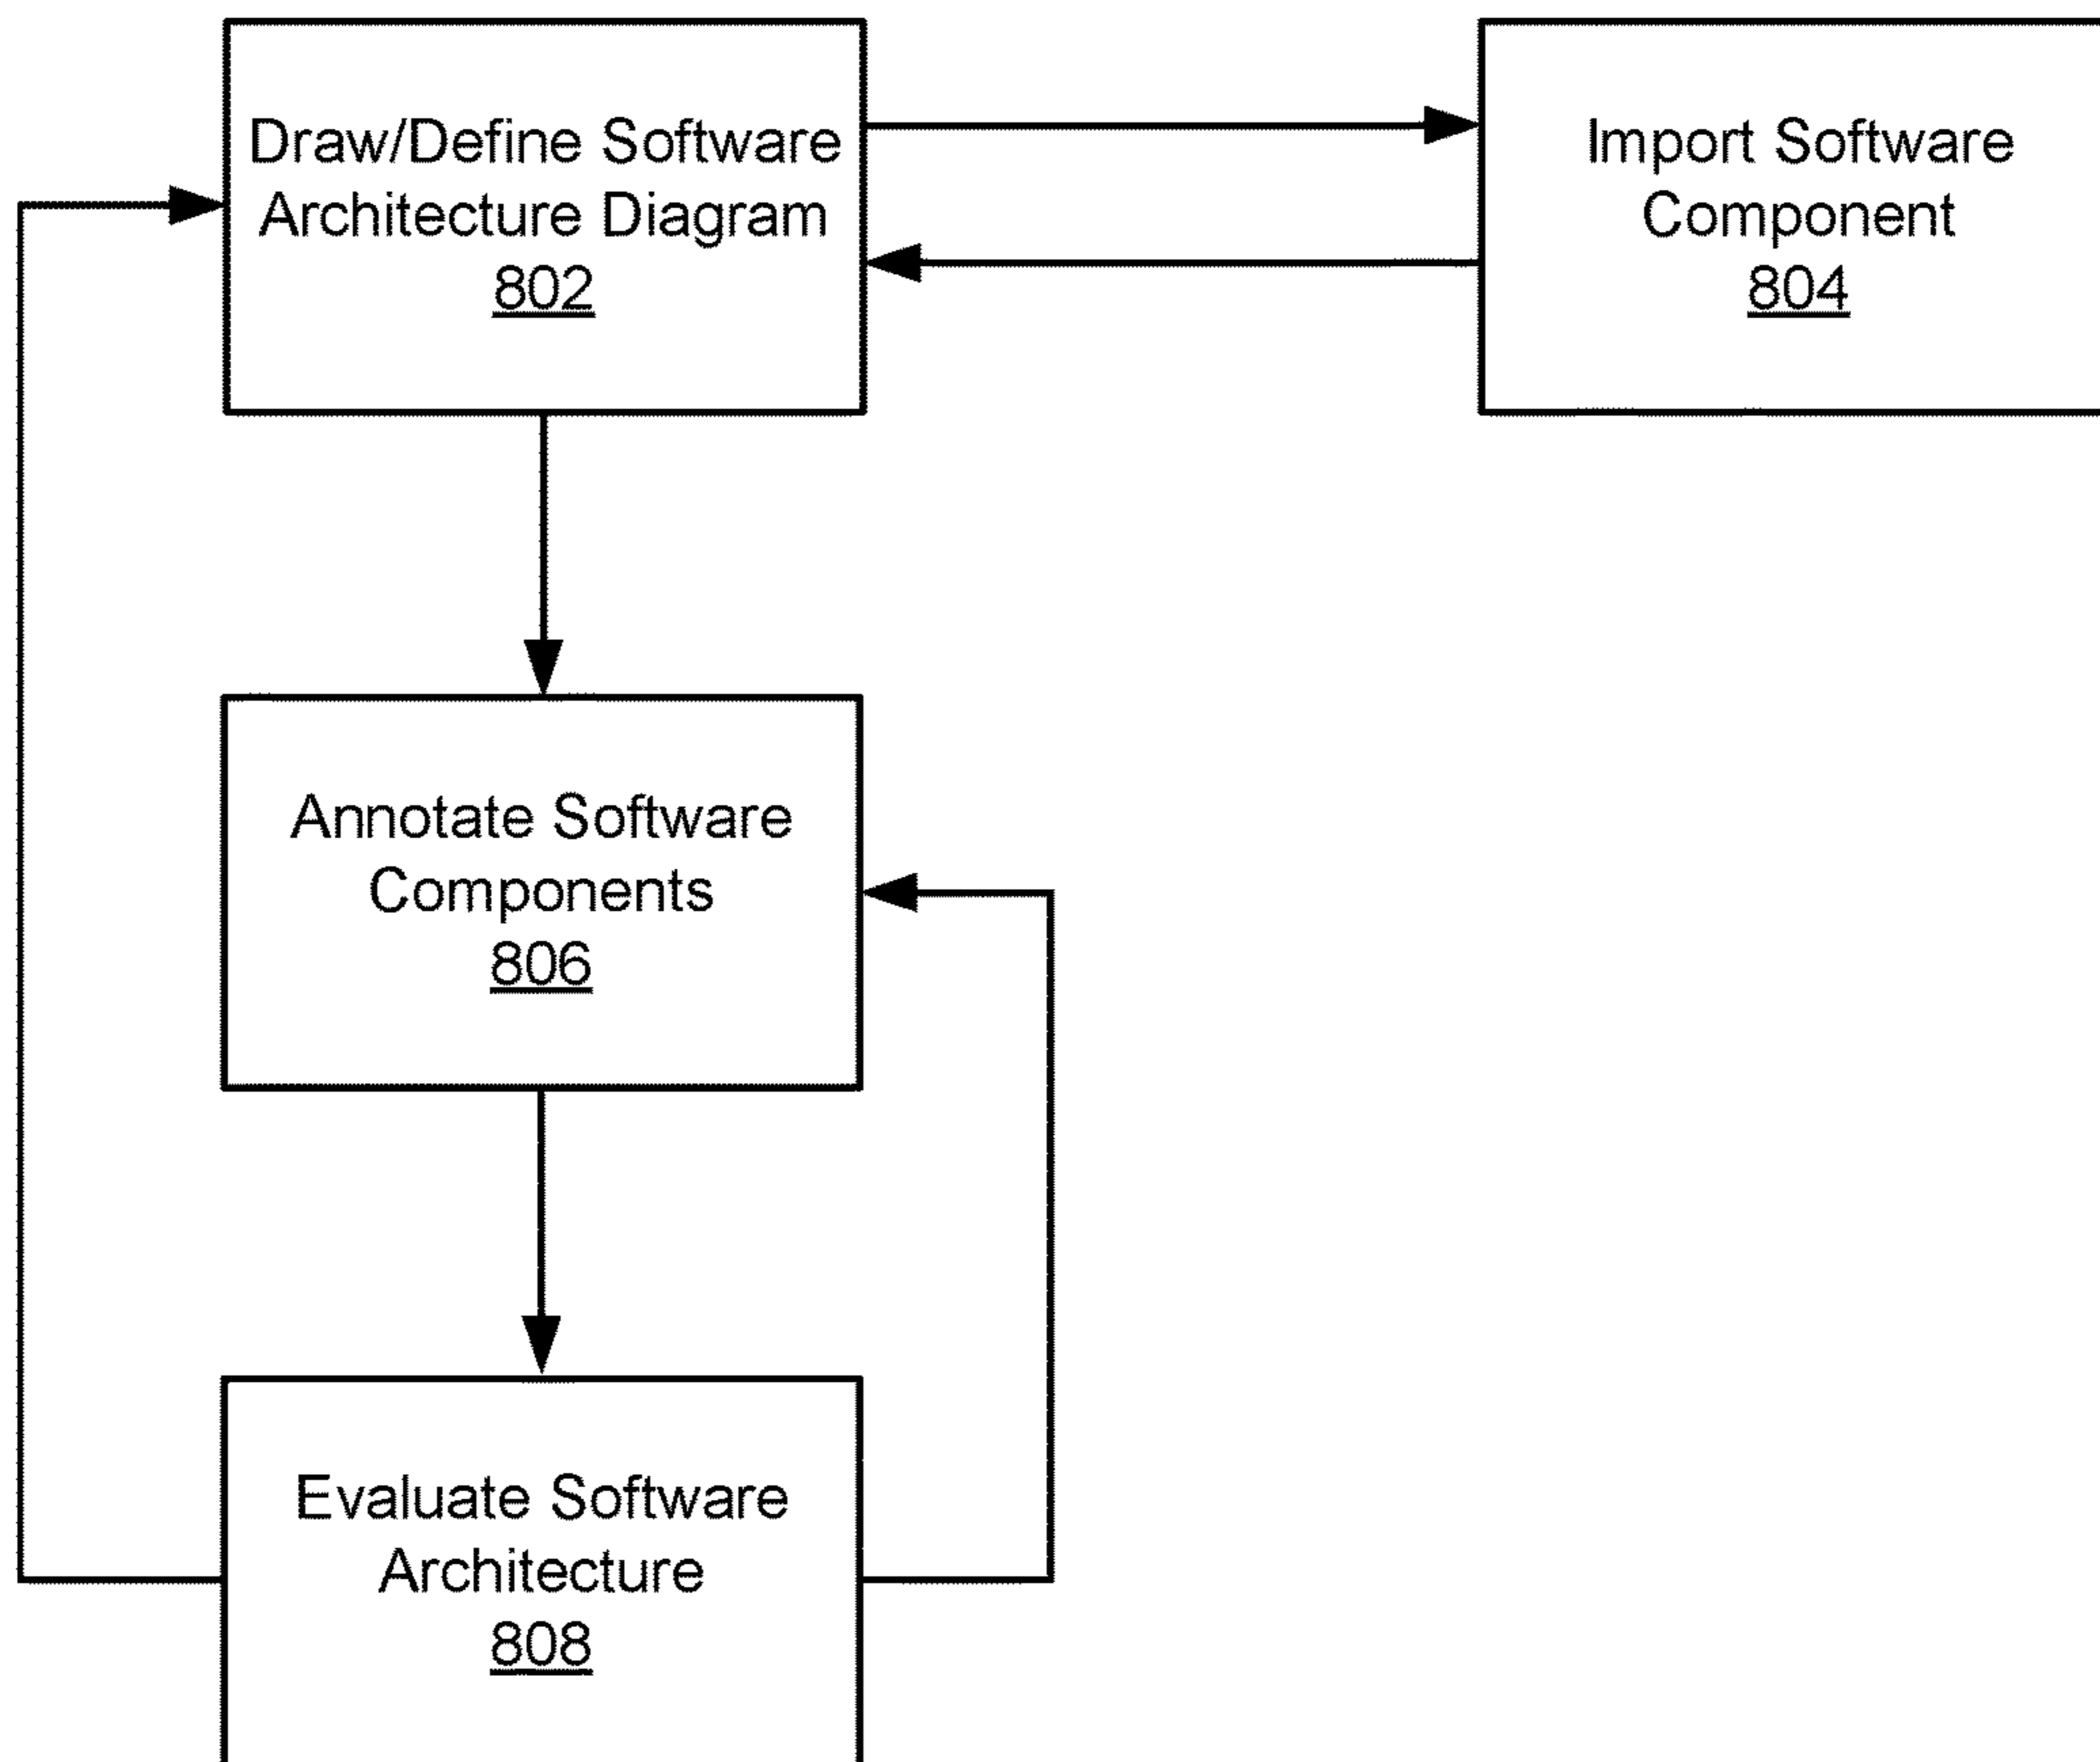 Draw/Define Software
Architecture Diagram
802
Import Software
Component
804
Annotate Software
Components
806
Evaluate Software
Architecture
808